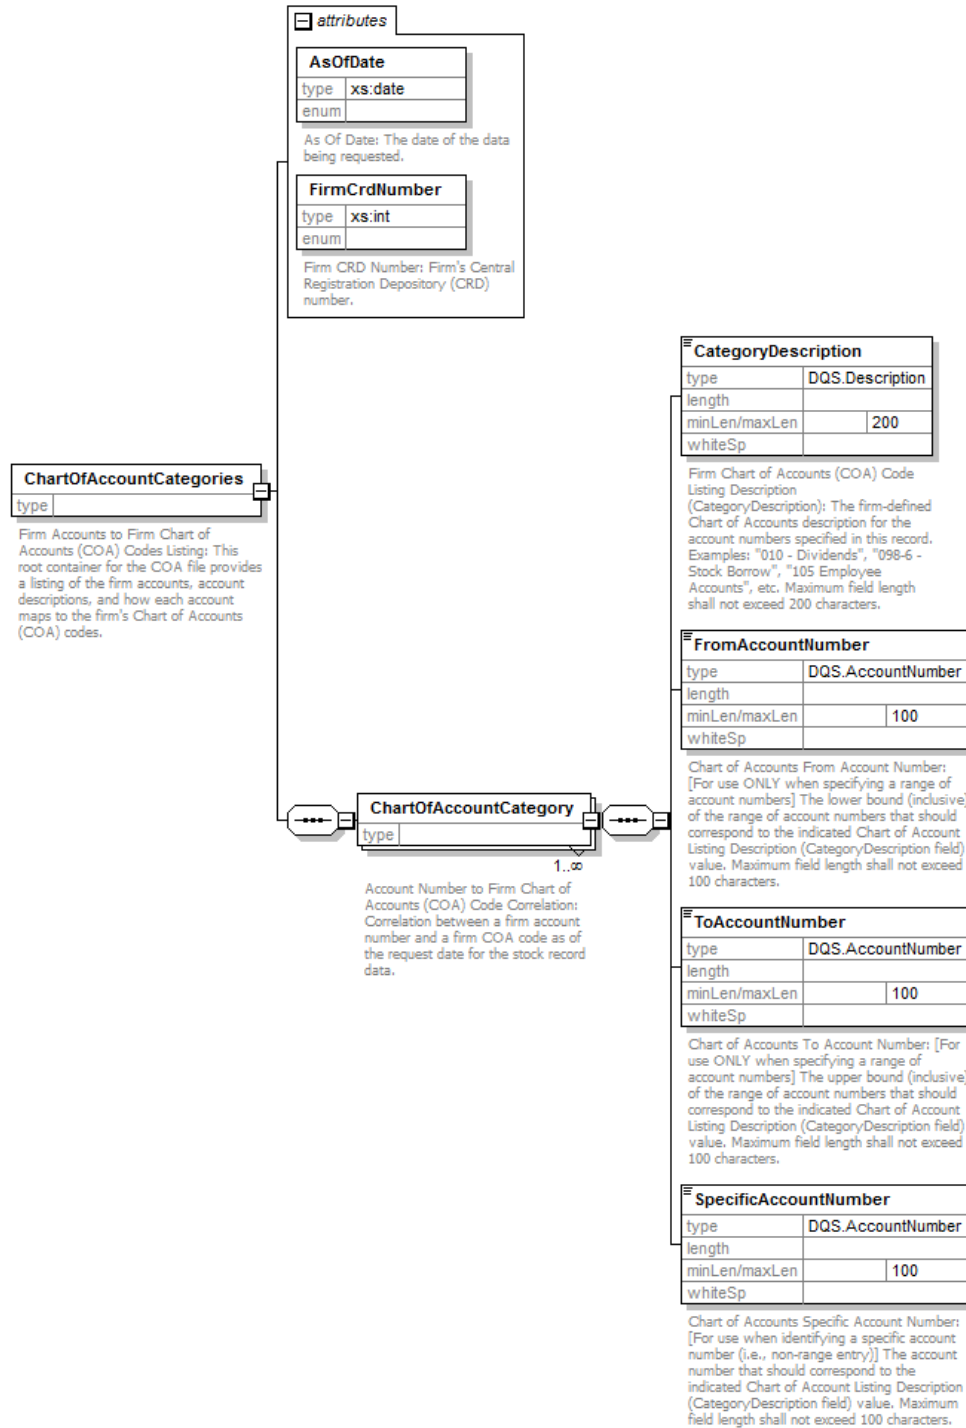 attributes
AsOfDate
type xs:date
enum
As Of Date: The date of the data
being requested.
FirmCrdNumber
type xs:int
enum
Firm CRD Number: Firm's Central
Registration Depository (CRD)
number.
ChartOfAccountCategories
type
Firm Accounts to Firm Chart of
Accounts (COA) Codes Listing: This
root container for the COA file provides
a listing of the firm accounts, account
descriptions, and how each account
maps to the firm's Chart of Accounts
(COA) codes.
ChartOfAccountCategory
type
1..∞
Account Number to Firm Chart of
Accounts (COA) Code Correlation:
Correlation between a firm account
number and a firm COA code as of
the request date for the stock record
data.
CategoryDescription
type DQS.Description
length
minLen/maxLen 200
whiteSp
Firm Chart of Accounts (COA) Code
Listing Description
(CategoryDescription): The firm-defined
Chart of Accounts description for the
account numbers specified in this record.
Examples: "010 - Dividends", "098-6 -
Stock Borrow", "105 Employee
Accounts", etc. Maximum field length
shall not exceed 200 characters.
FromAccountNumber
type DQS.AccountNumber
length
minLen/maxLen 100
whiteSp
Chart of Accounts From Account Number:
[For use ONLY when specifying a range of
account numbers] The lower bound (inclusive)
of the range of account numbers that should
correspond to the indicated Chart of Account
Listing Description (CategoryDescription field)
value. Maximum field length shall not exceed
100 characters.
ToAccountNumber
type DQS.AccountNumber
length
minLen/maxLen 100
whiteSp
Chart of Accounts To Account Number: [For
use ONLY when specifying a range of
account numbers] The upper bound (inclusive)
of the range of account numbers that should
correspond to the indicated Chart of Account
Listing Description (CategoryDescription field)
value. Maximum field length shall not exceed
100 characters.
SpecificAccountNumber
type DQS.AccountNumber
length
minLen/maxLen 100
whiteSp
Chart of Accounts Specific Account Number:
[For use when identifying a specific account
number (i.e., non-range entry)] The account
number that should correspond to the
indicated Chart of Account Listing Description
(CategoryDescription field) value. Maximum
field length shall not exceed 100 characters.